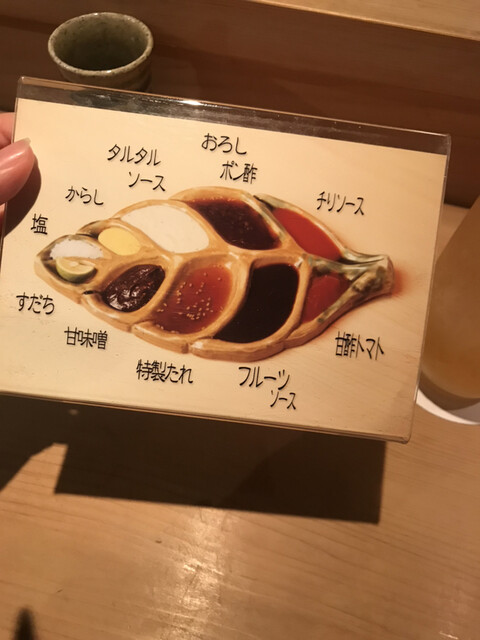 おろし
ポン酢
タルタル
ソース
からし
チリソース
塩
すだち
甘味噌
特製たれ
フルーツ
ソース
甘酢トマト